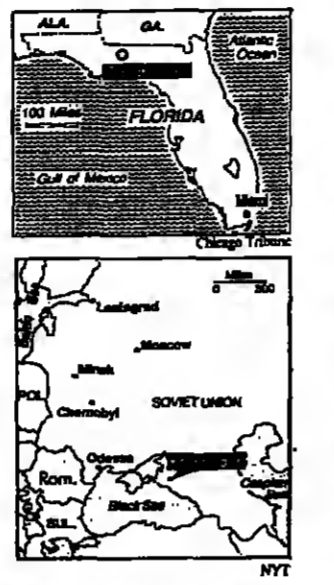 ALA.
GA.
Atlantic
Ocean
100 Miles
FLORIDA
Gulf of Mexico
Miami
Chicago Tribune
Miles
0 300
Leningrad
Baltic
Moscow
Minsk
POL.
Chernobyl
SOVIET UNION
Odessa
Rom.
Caspian
Black Sea
BUL.
NYT